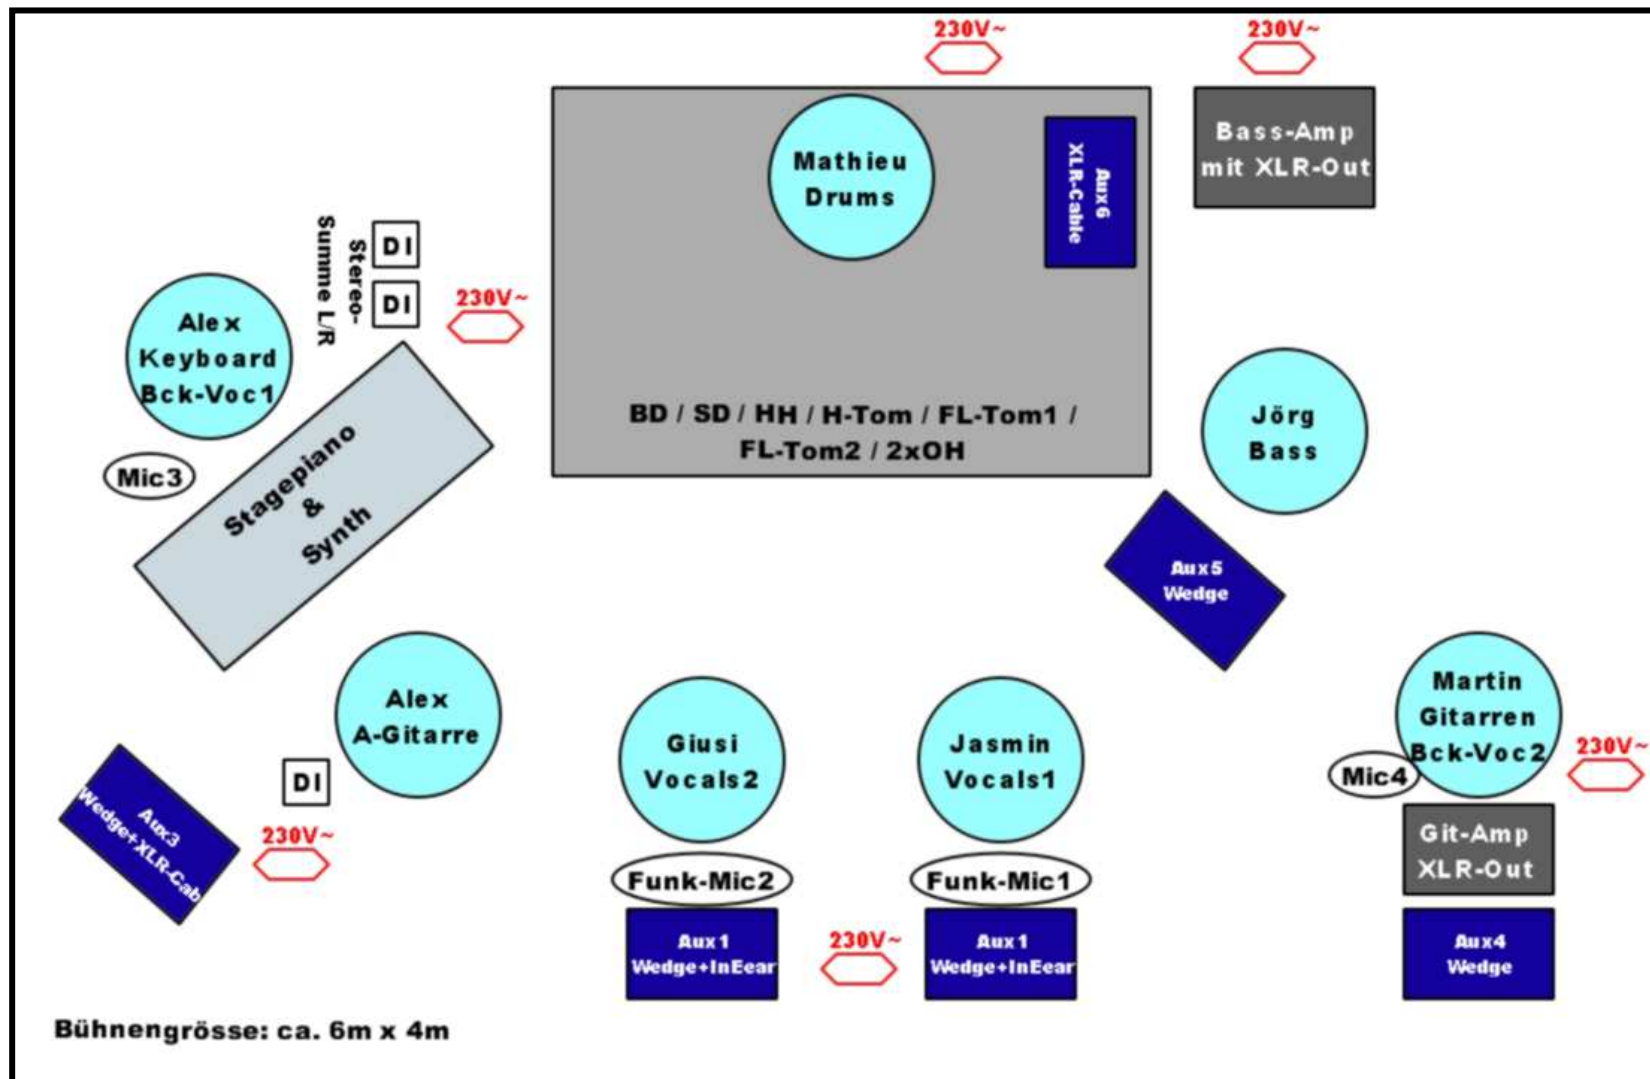 230V~
230V~
Bass-Amp
mit XLR-Out
Mathieu
Drums
Aux6
XLR-Cable
DI
DI
Stereo-
Summe L/R
230V~
Alex
Keyboard
Bck-Voc1
BD / SD / HH / H-Tom / FL-Tom1 /
FL-Tom2 / 2xOH
Jörg
Bass
Mic3
Stagepiano
&
Synth
Aux5
Wedge
Alex
A-Gitarre
Giusi
Vocals2
Jasmin
Vocals1
Martin
Gitarren
Bck-Voc2
230V~
Mic4
DI
Aux3
Wedge+XLR-Cab
230V~
Funk-Mic2
Funk-Mic1
Git-Amp
XLR-Out
Aux1
Wedge+InEear
230V~
Aux1
Wedge+InEear
Aux4
Wedge
Bühnengrösse: ca. 6m x 4m